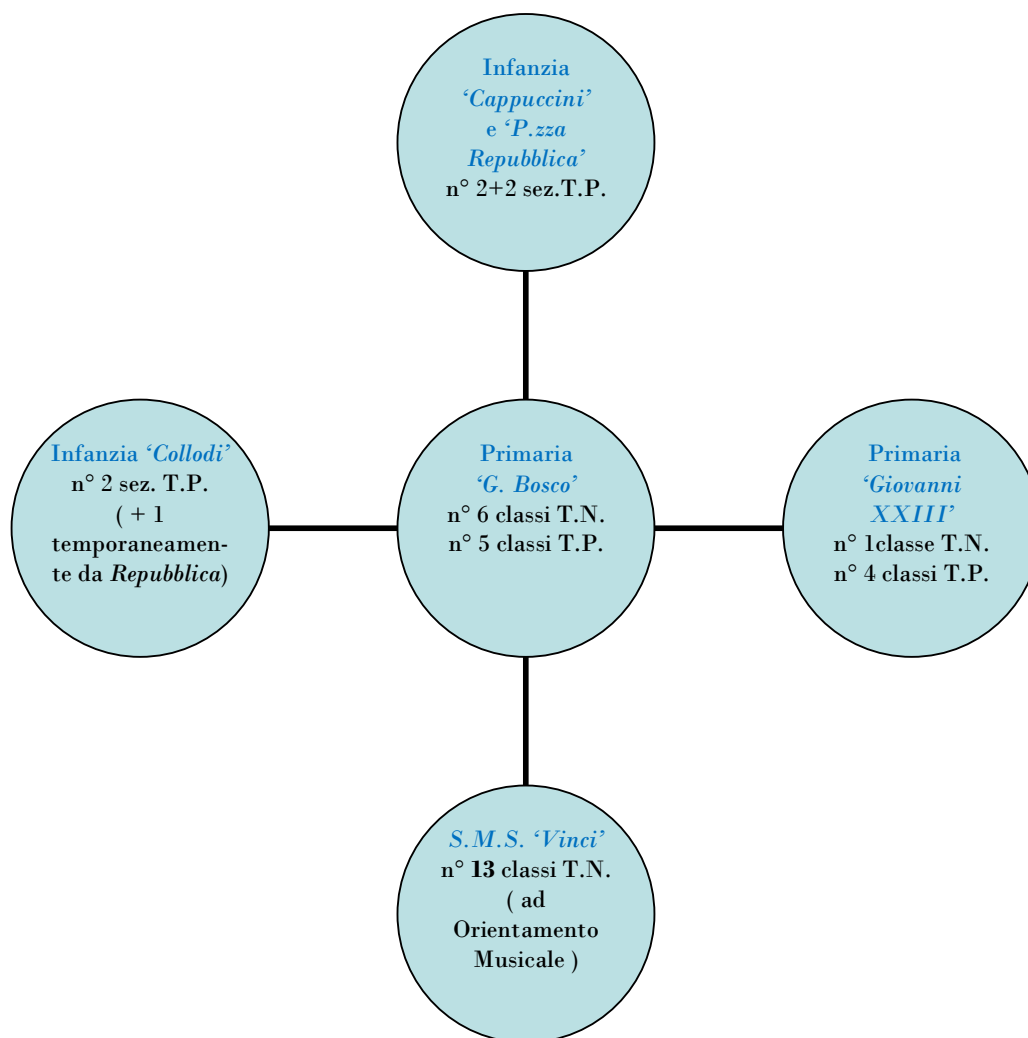 Infanzia
‘Cappuccini’
e ‘P.zza
Repubblica’
n° 2+2 sez.T.P.
Infanzia ‘Collodi’
n° 2 sez. T.P.
( + 1
temporaneamen-
te da Repubblica)
Primaria
‘G. Bosco’
n° 6 classi T.N.
n° 5 classi T.P.
Primaria
‘Giovanni
XXIII’
n° 1classe T.N.
n° 4 classi T.P.
S.M.S. ‘Vinci’
n° 13 classi T.N.
( ad
Orientamento
Musicale )